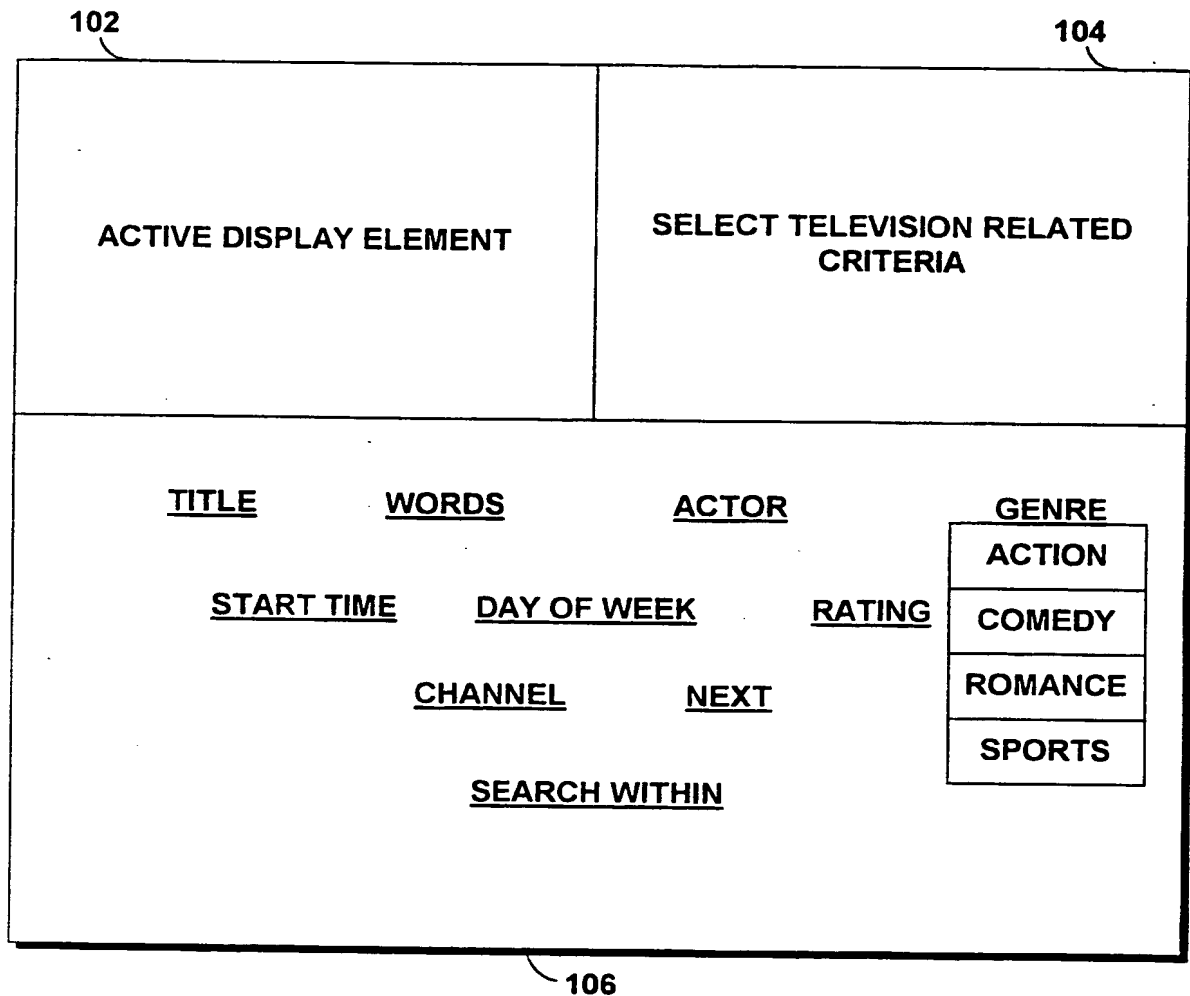 102
104
ACTIVE DISPLAY ELEMENT
SELECT TELEVISION RELATED
CRITERIA
TITLE
WORDS
ACTOR
GENRE
ACTION
START TIME
DAY OF WEEK
RATING
COMEDY
CHANNEL
NEXT
ROMANCE
SPORTS
SEARCH WITHIN
106